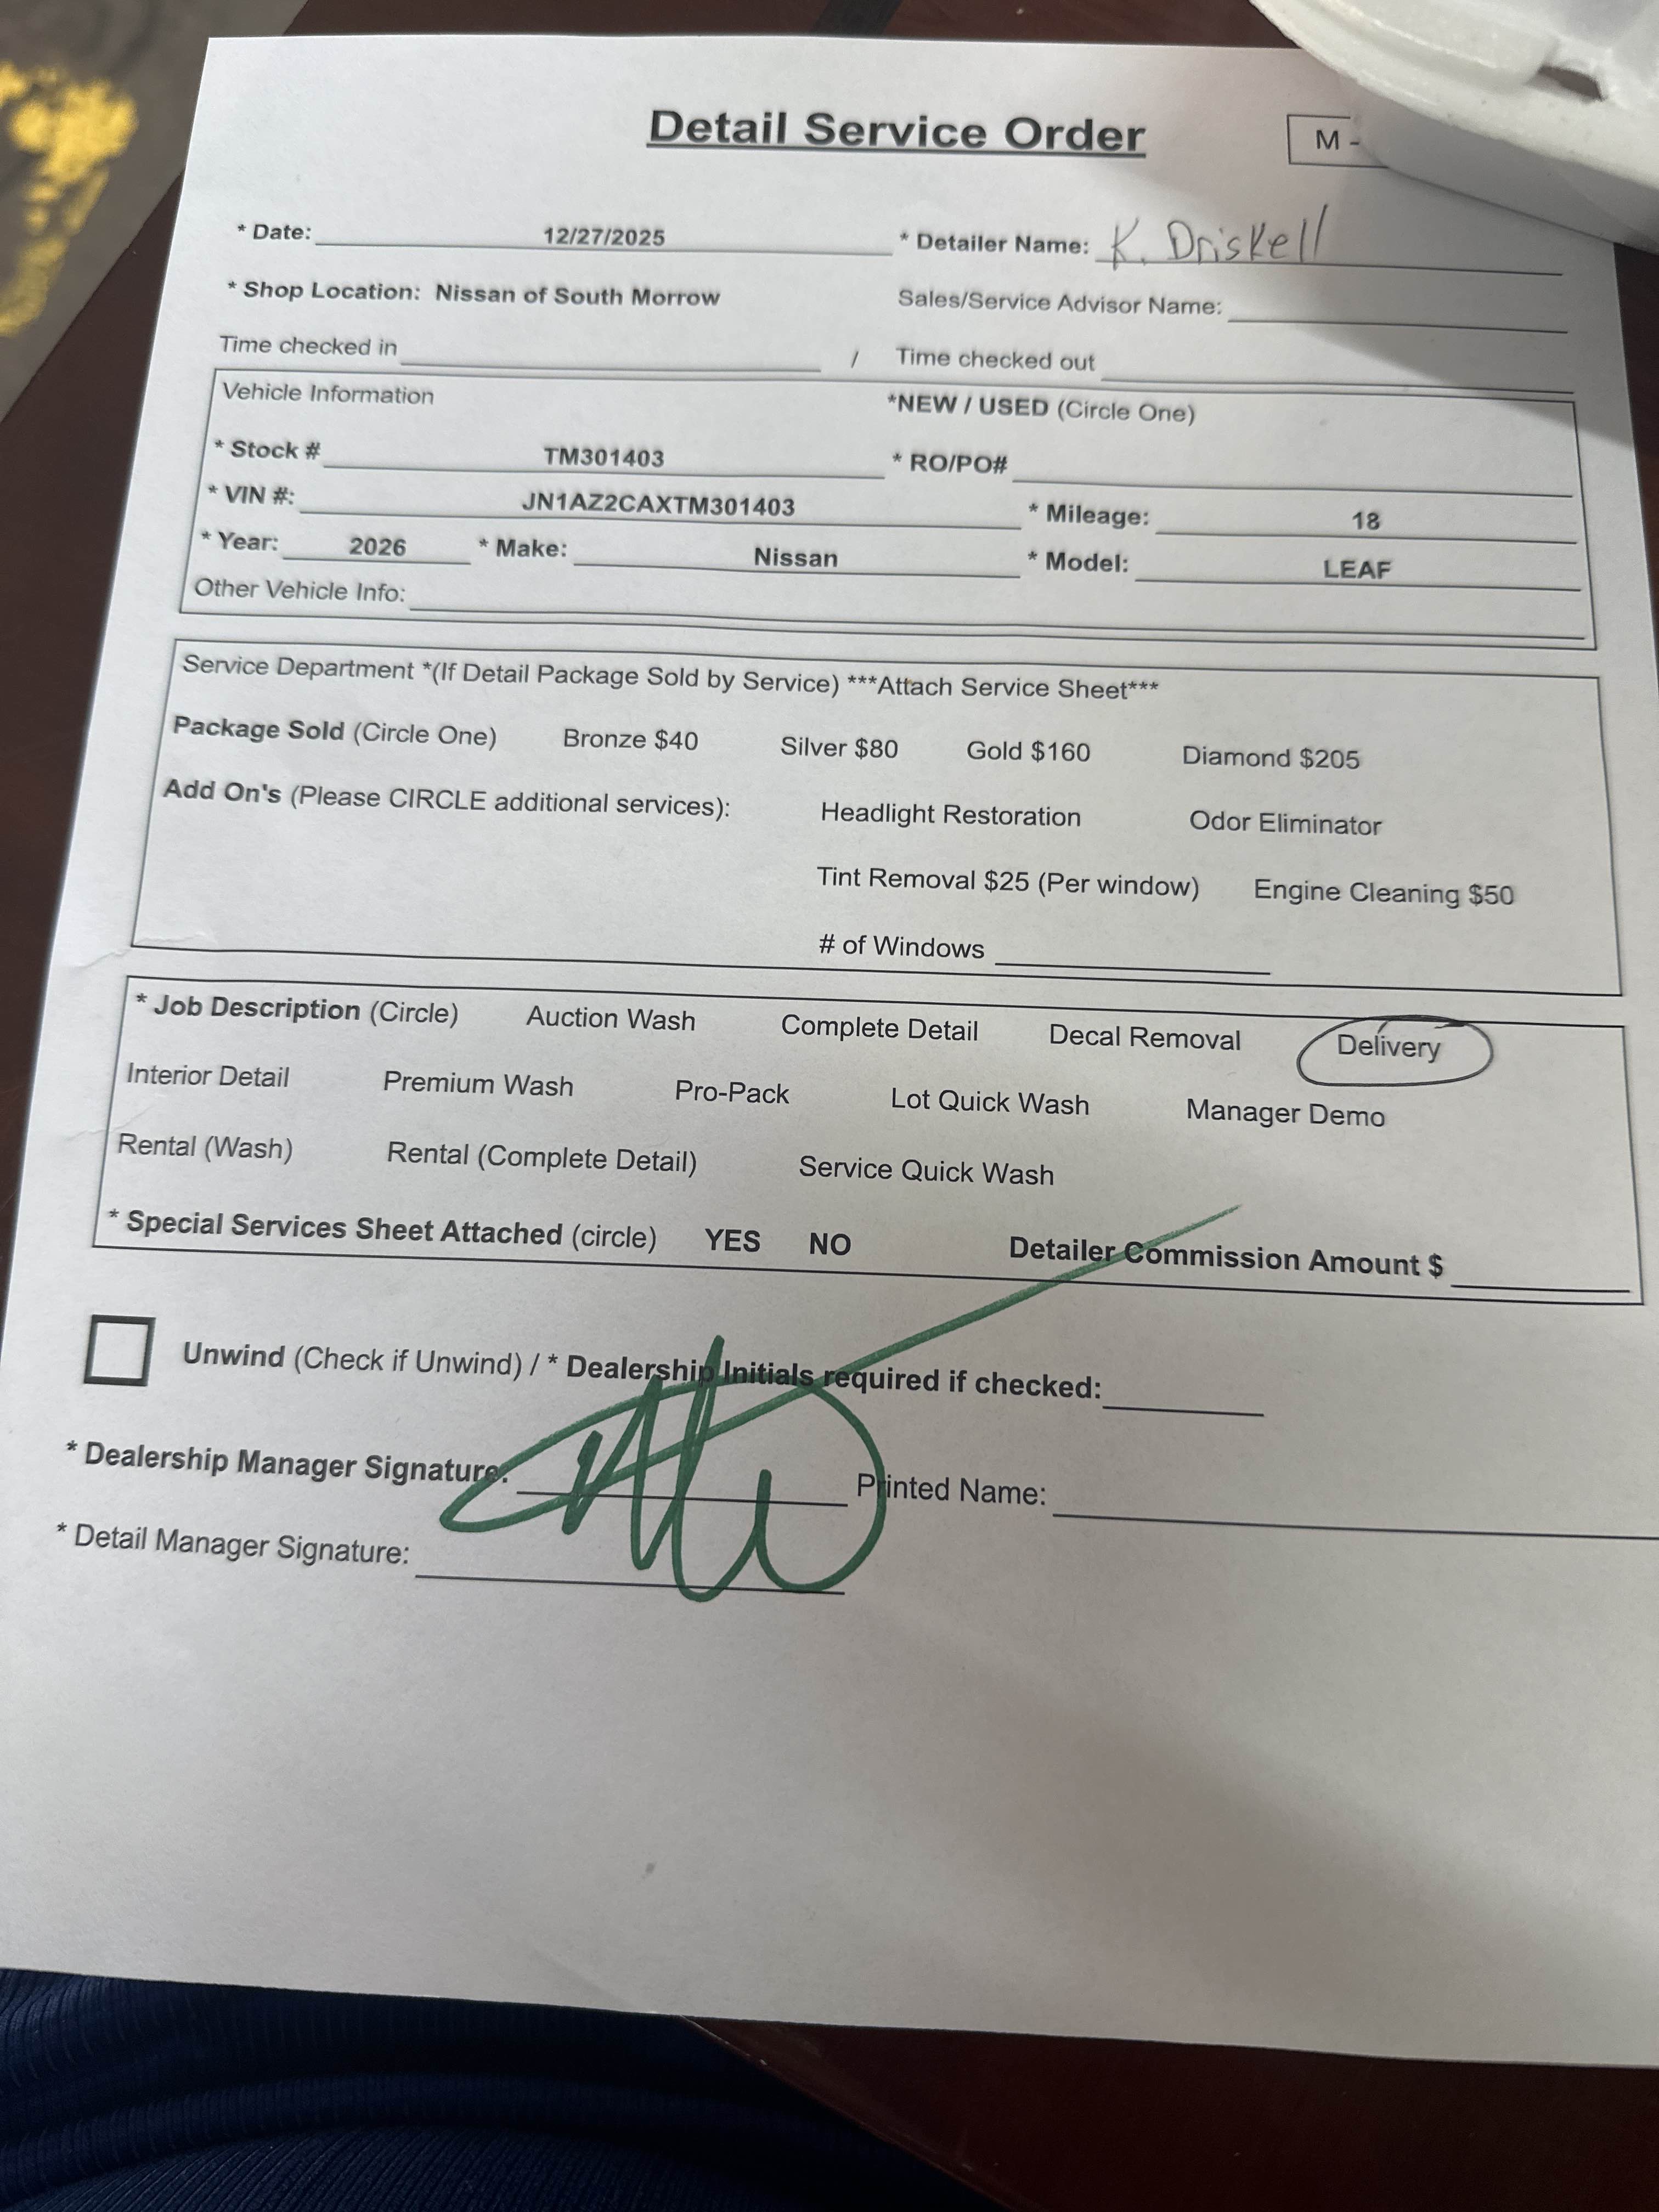 Detail Service Order M -
* Date: 12/27/2025 * Detailer Name: K. Driskell
* Shop Location: Nissan of South Morrow Sales/Service Advisor Name:
Time checked in / Time checked out
Vehicle Information *NEW / USED (Circle One)
* Stock # TM301403 * RO/PO#
* VIN #: JN1AZ2CAXTM301403 * Mileage: 18
* Year: 2026 * Make: Nissan * Model: LEAF
Other Vehicle Info:
Service Department *(If Detail Package Sold by Service) ***Attach Service Sheet***
Package Sold (Circle One) Bronze $40 Silver $80 Gold $160 Diamond $205
Add On's (Please CIRCLE additional services): Headlight Restoration Odor Eliminator
Tint Removal $25 (Per window) Engine Cleaning $50
# of Windows
* Job Description (Circle) Auction Wash Complete Detail Decal Removal Delivery
Interior Detail Premium Wash Pro-Pack Lot Quick Wash Manager Demo
Rental (Wash) Rental (Complete Detail) Service Quick Wash
* Special Services Sheet Attached (circle) YES NO Detailer Commission Amount $
Unwind (Check if Unwind) / * Dealership Initials required if checked:
* Dealership Manager Signature: Printed Name:
* Detail Manager Signature: